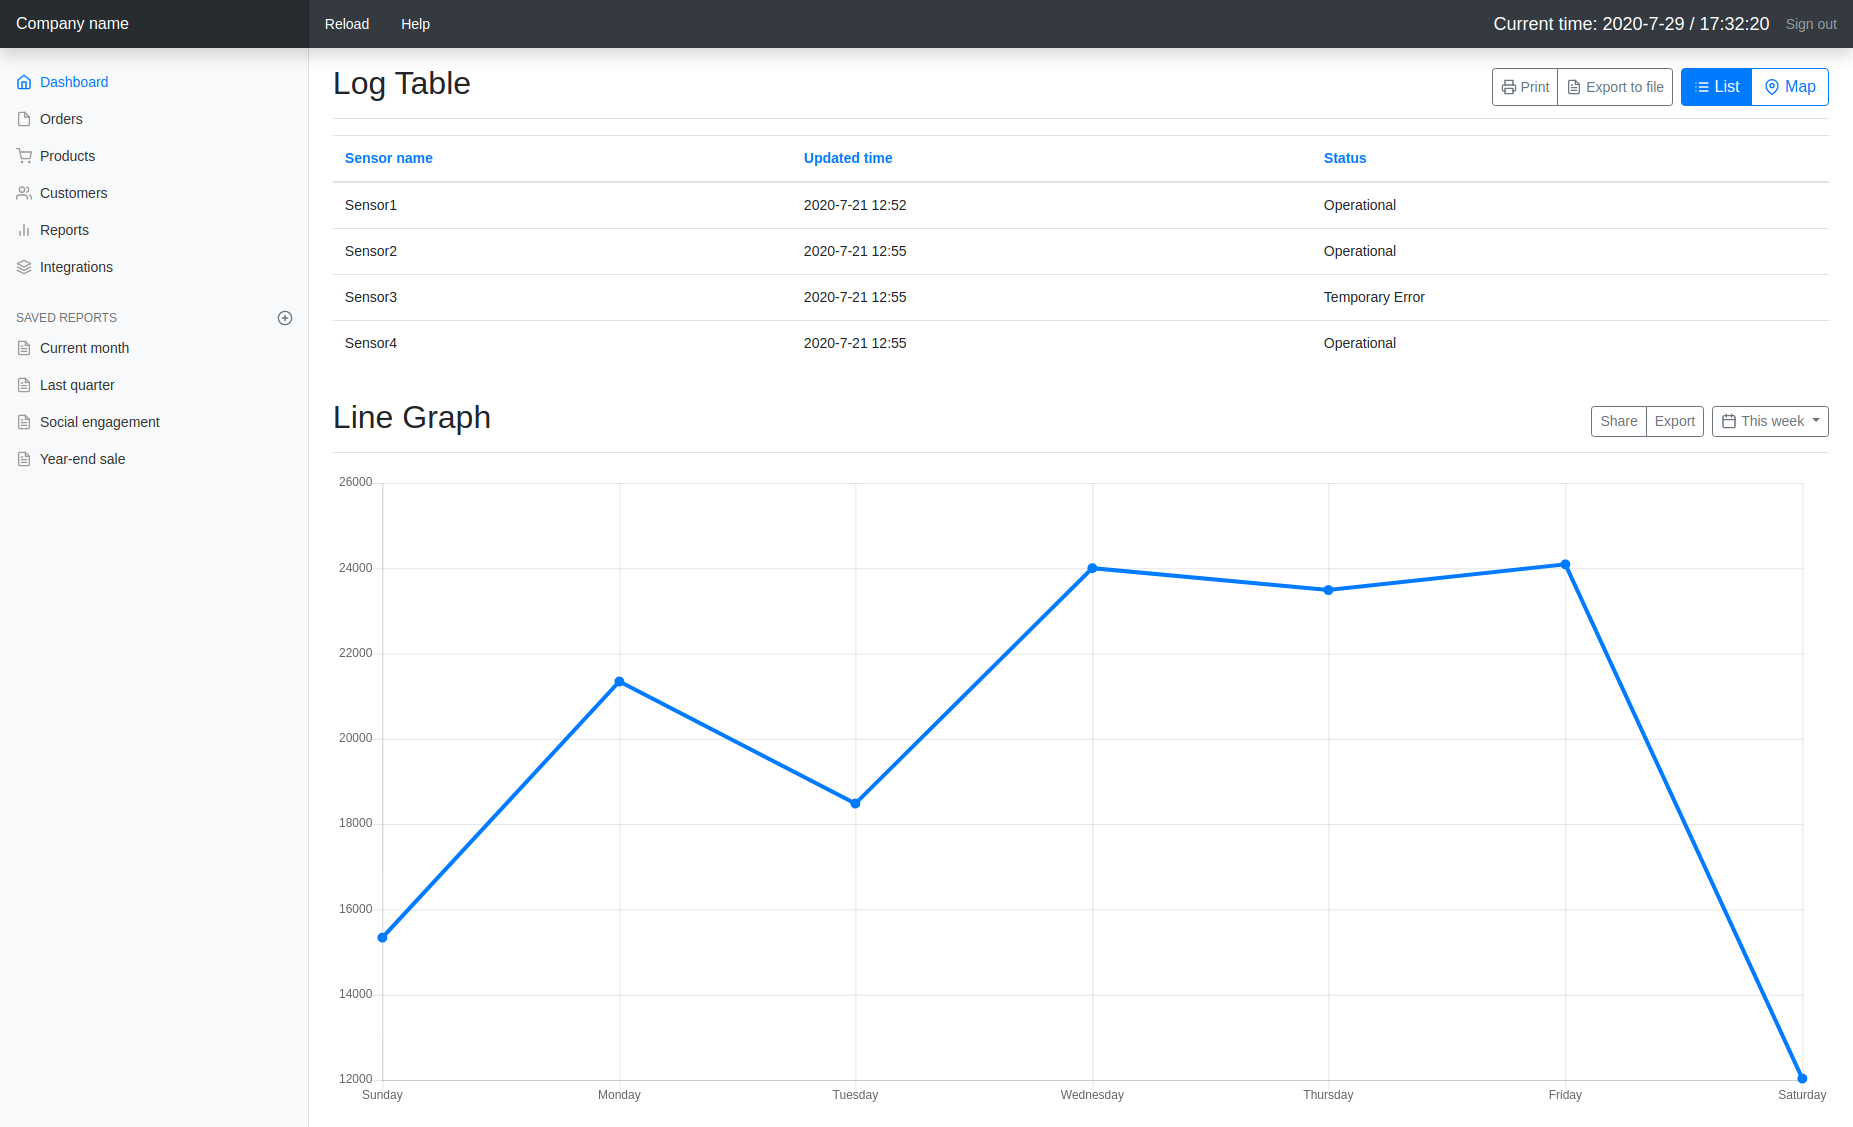 Company name
Reload Help
Current time: 2020-7-29 / 17:32:20 Sign out
Dashboard
Orders
Products
Customers
Reports
Integrations
SAVED REPORTS
Current month
Last quarter
Social engagement
Year-end sale
Log Table
Print Export to file List Map
Sensor name Updated time Status
Sensor1 2020-7-21 12:52 Operational
Sensor2 2020-7-21 12:55 Operational
Sensor3 2020-7-21 12:55 Temporary Error
Sensor4 2020-7-21 12:55 Operational
Line Graph
Share Export This week
26000
24000
22000
20000
18000
16000
14000
12000
Sunday Monday Tuesday Wednesday Thursday Friday Saturday